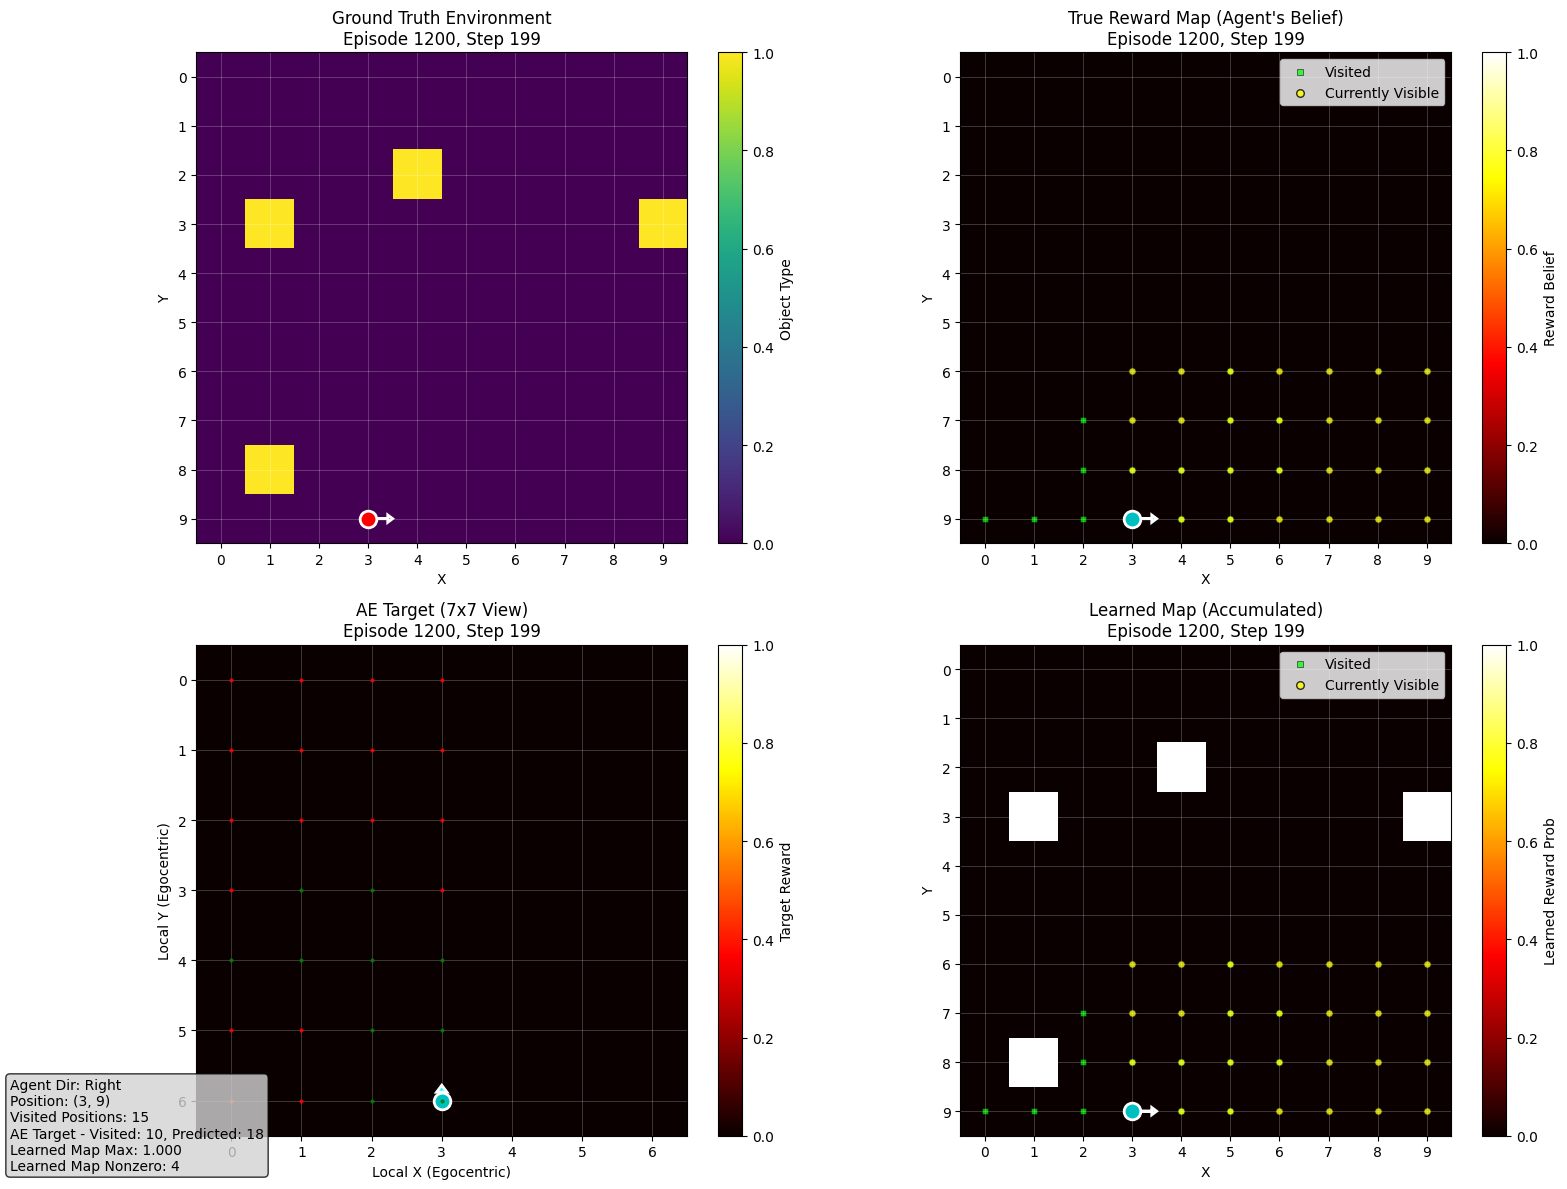 Ground Truth Environment
Episode 1200, Step 199
0
1
2
3
4
5
6
7
8
9
Y
0 1 2 3 4 5 6 7 8 9
X
1.0
0.8
0.6
0.4
0.2
0.0
Object Type
True Reward Map (Agent's Belief)
Episode 1200, Step 199
Visited
Currently Visible
0
1
2
3
4
5
6
7
8
9
Y
0 1 2 3 4 5 6 7 8 9
X
1.0
0.8
0.6
0.4
0.2
0.0
Reward Belief
AE Target (7x7 View)
Episode 1200, Step 199
0
1
2
3
4
5
6
Local Y (Egocentric)
0 1 2 3 4 5 6
Local X (Egocentric)
1.0
0.8
0.6
0.4
0.2
0.0
Target Reward
Agent Dir: Right
Position: (3, 9)
Visited Positions: 15
AE Target - Visited: 10, Predicted: 18
Learned Map Max: 1.000
Learned Map Nonzero: 4
Learned Map (Accumulated)
Episode 1200, Step 199
Visited
Currently Visible
0
1
2
3
4
5
6
7
8
9
Y
0 1 2 3 4 5 6 7 8 9
X
1.0
0.8
0.6
0.4
0.2
0.0
Learned Reward Prob